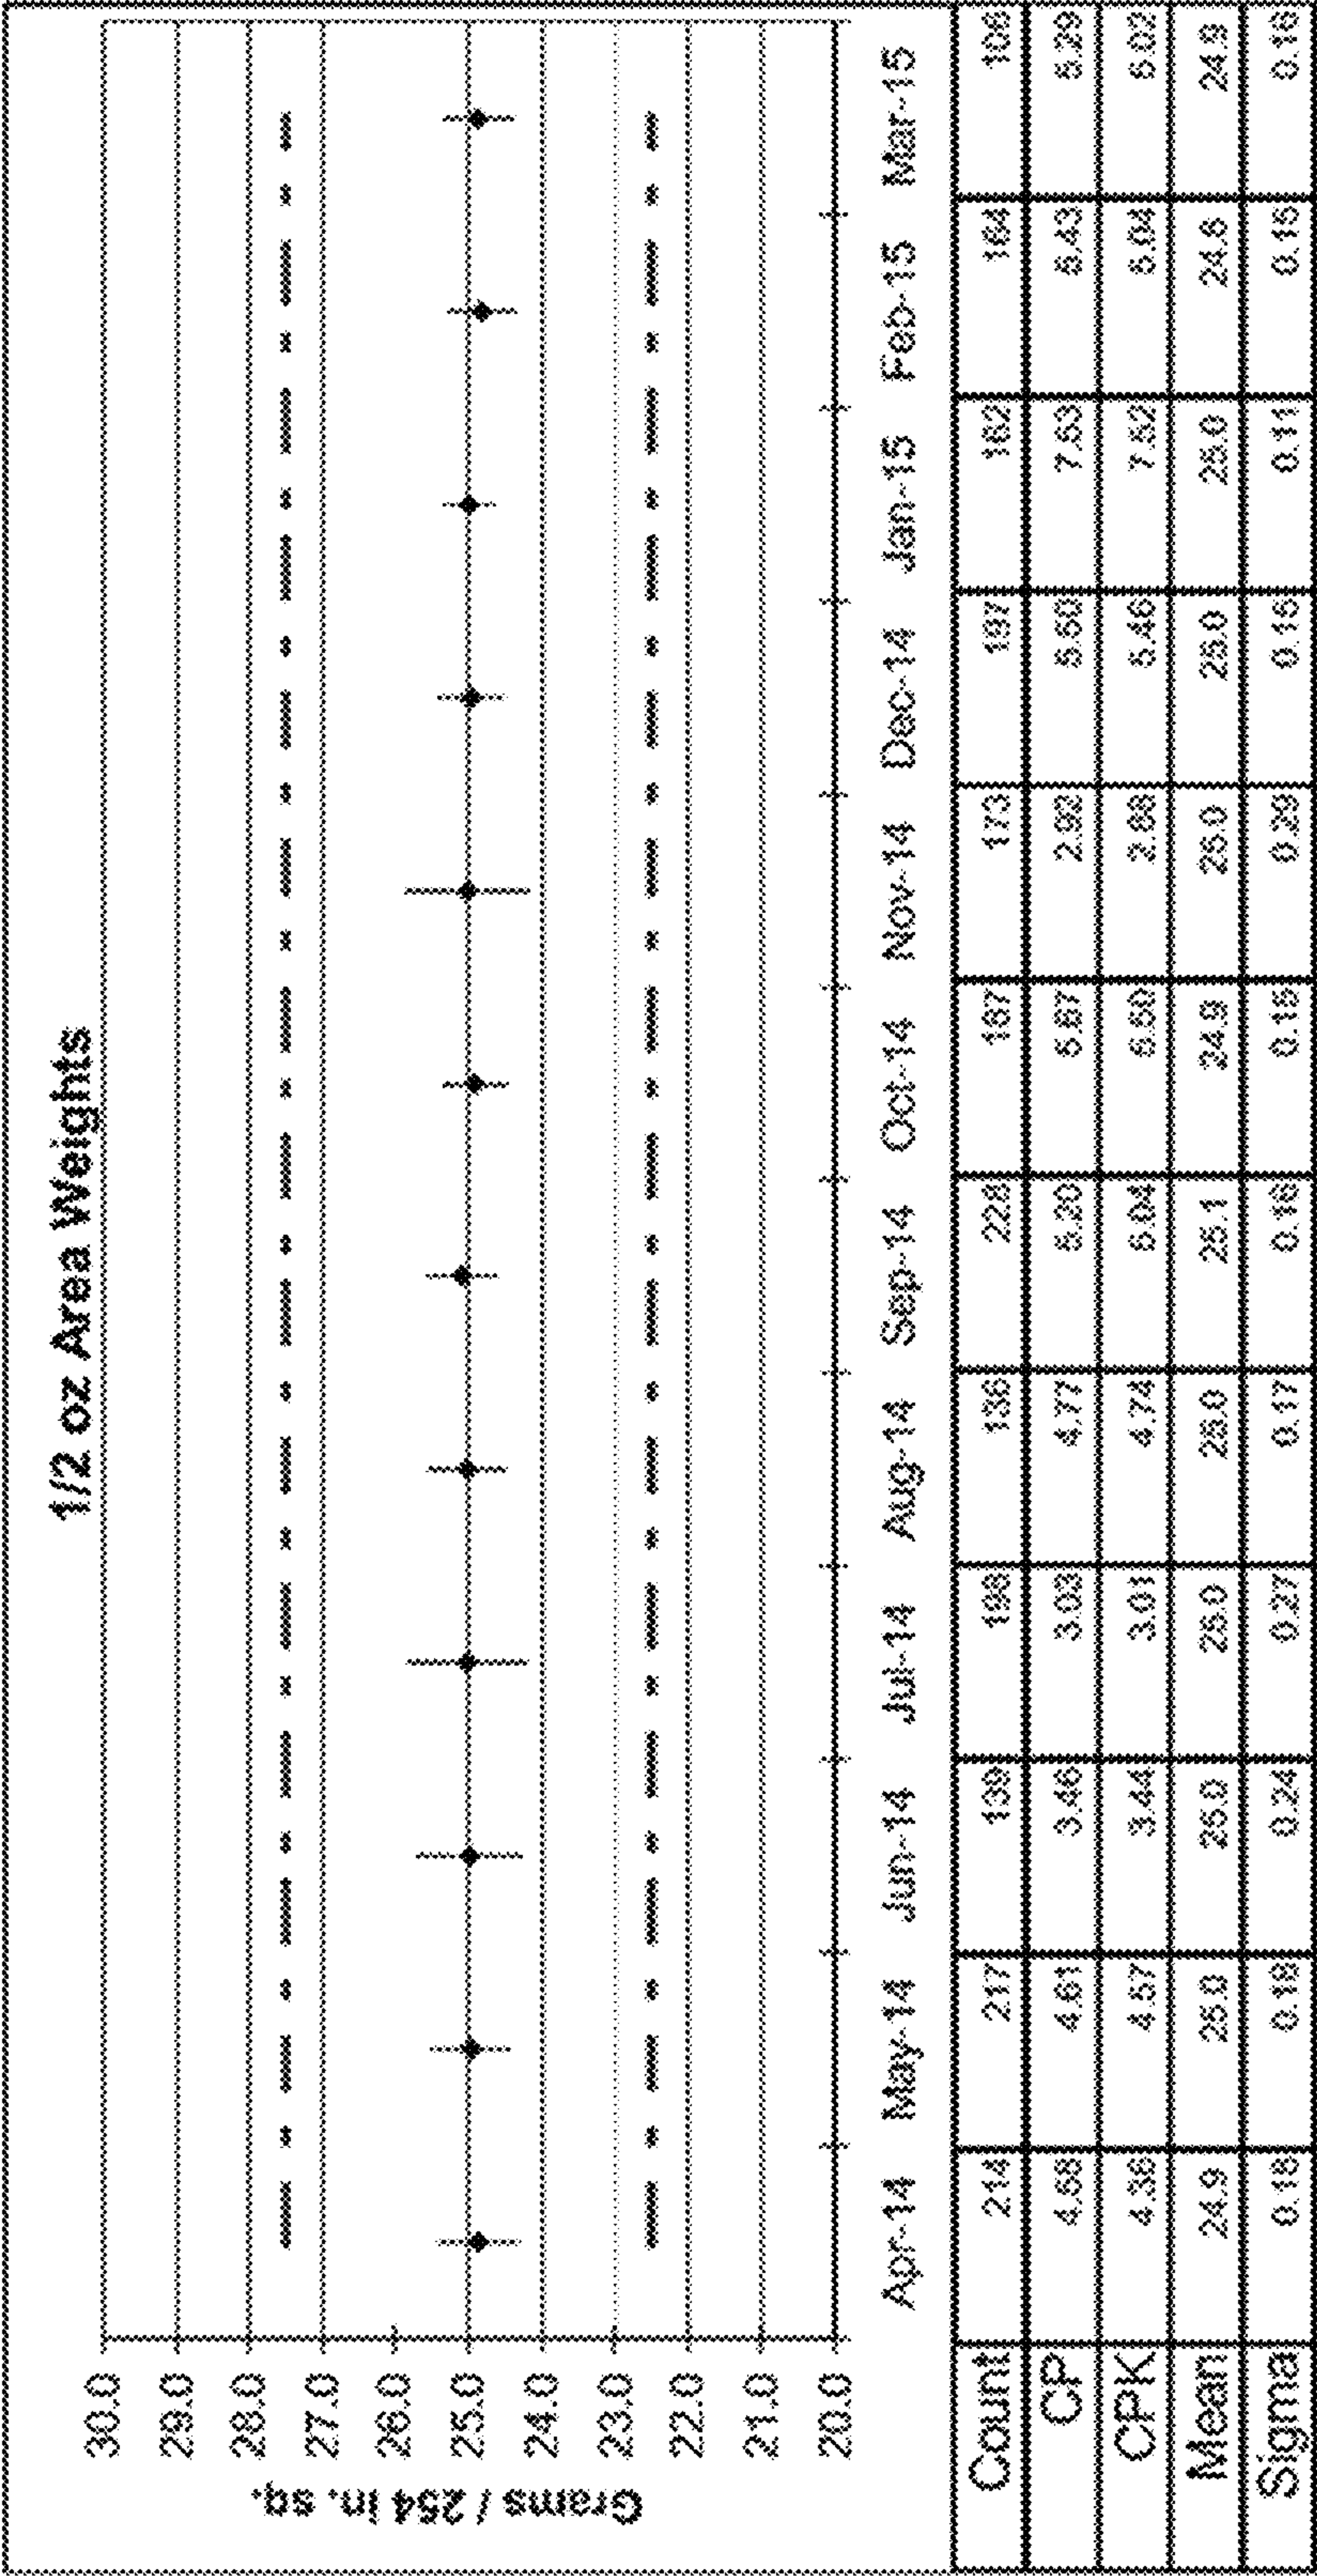 1/2 oz Area Weights
30.0
29.0
28.0
27.0
26.0
25.0
24.0
23.0
22.0
21.0
20.0
Grams / 254 in. sq.
Apr-14 May-14 Jun-14 Jul-14 Aug-14 Sep-14 Oct-14 Nov-14 Dec-14 Jan-15 Feb-15 Mar-15
Count 214 217 139 198 136 228 167 173 197 162 164
CP 4.58 4.61 3.46 3.03 4.77 5.20 5.67 2.92 5.50 7.53 5.43 5.29
CPK 4.36 4.57 3.44 3.01 4.74 5.04 5.50 2.88 5.46 7.52 5.04 5.02
Mean 24.9 25.0 25.0 25.0 25.0 25.1 24.9 25.0 25.0 25.0 24.8 24.9
Sigma 0.18 0.18 0.24 0.27 0.17 0.16 0.15 0.29 0.15 0.11 0.15 0.16